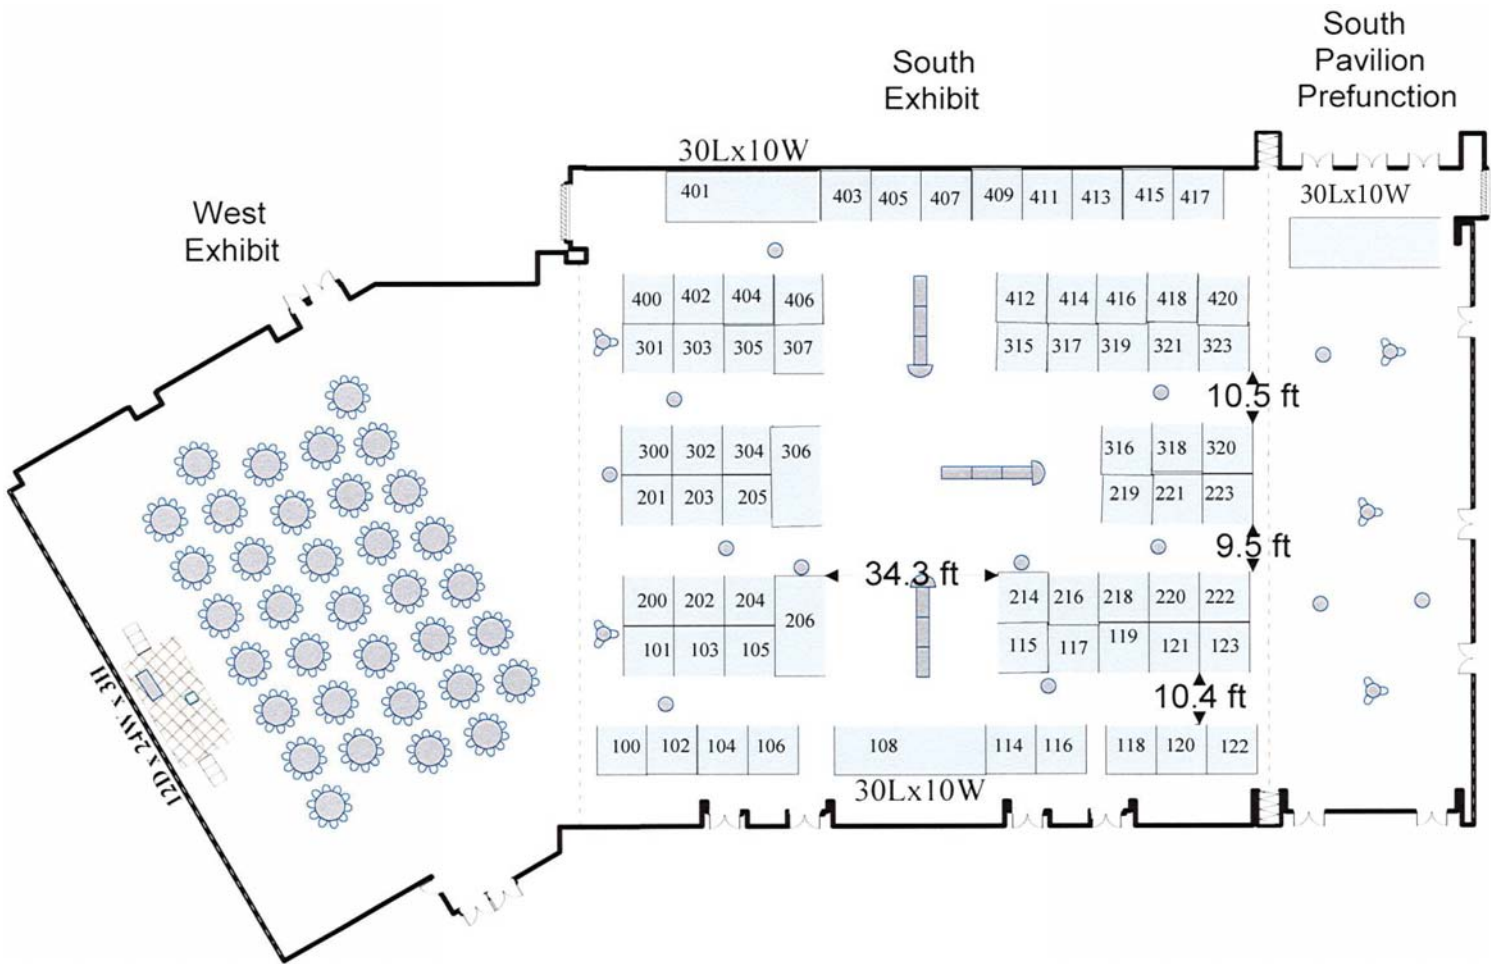 South
Pavilion
Prefunction
South
Exhibit
West
Exhibit
30Lx10W
30Lx10W
401 403 405 407 409 411 413 415 417
400 402 404 406 412 414 416 418 420
301 303 305 307 315 317 319 321 323
10.5 ft
300 302 304 306 316 318 320
201 203 205 219 221 223
9.5 ft
34.3 ft
200 202 204 206 214 216 218 220 222
101 103 105 115 117 119 121 123
10.4 ft
12D x 24W x 3H
100 102 104 106 108 114 116 118 120 122
30Lx10W